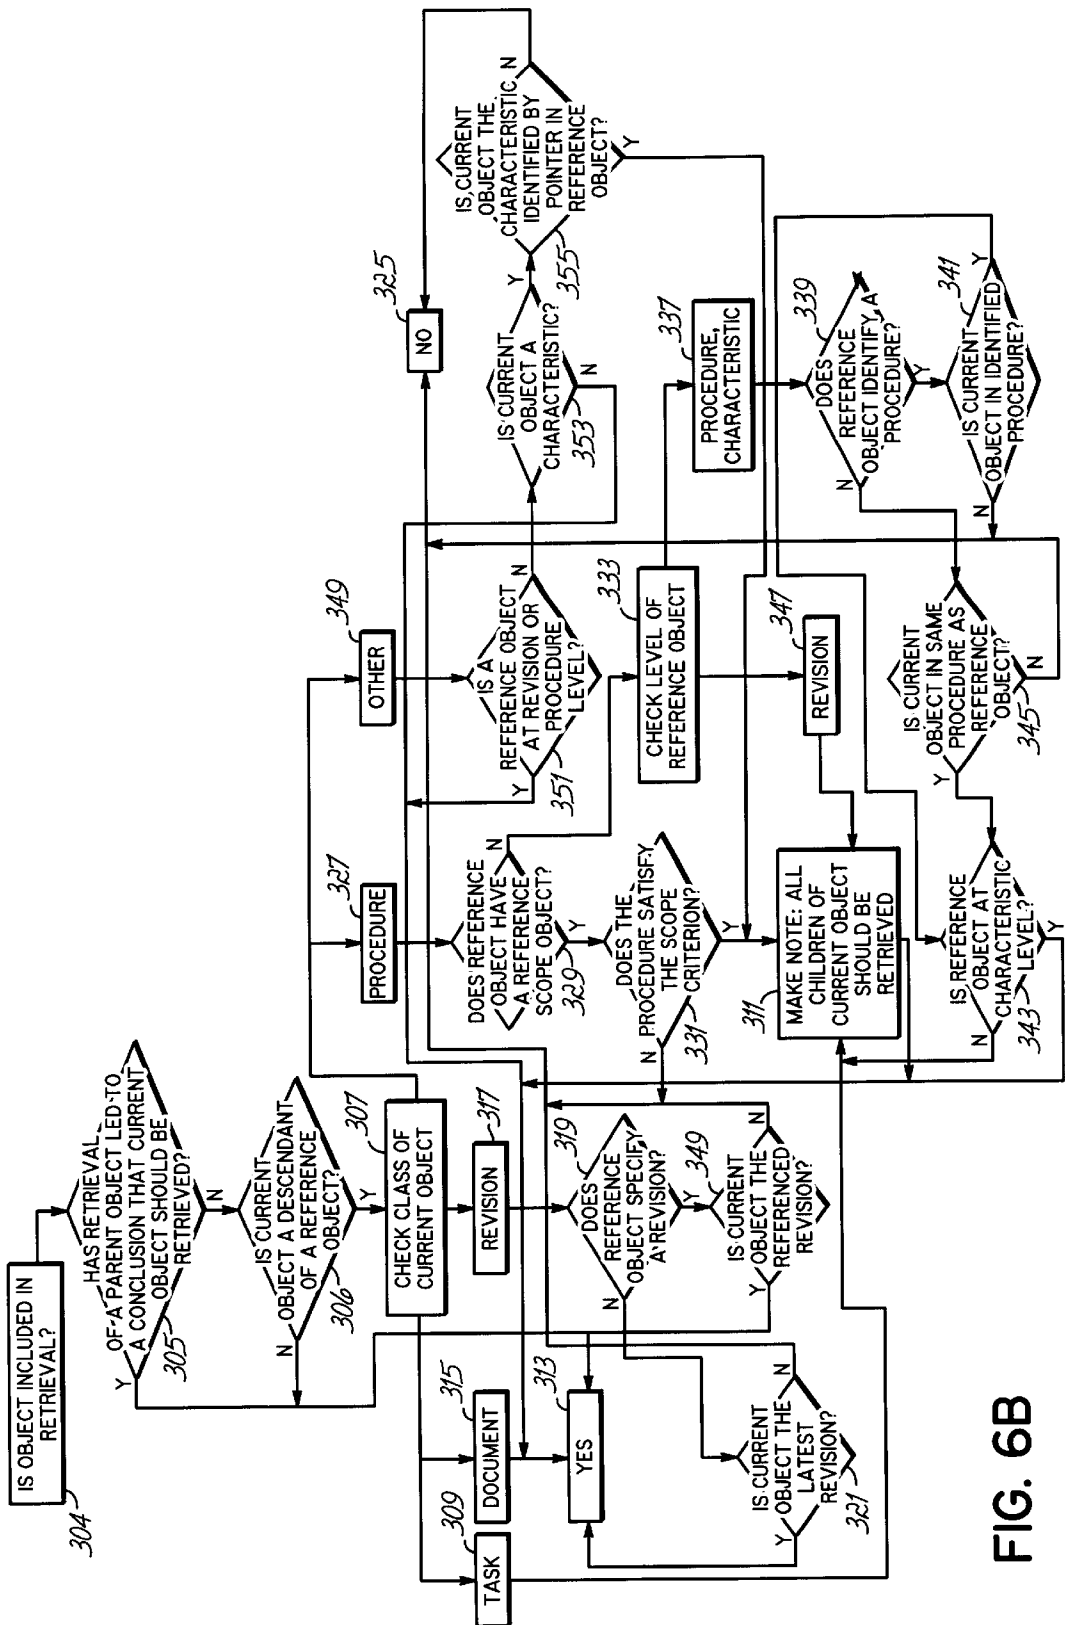 IS OBJECT INCLUDED IN
RETRIEVAL?
304
HAS RETRIEVAL
OF A PARENT OBJECT LED TO
A CONCLUSION THAT CURRENT
OBJECT SHOULD BE
RETRIEVED?
305
Y
N
IS CURRENT
OBJECT A DESCENDANT
OF A REFERENCE
OBJECT?
306
N
Y
CHECK CLASS OF
CURRENT OBJECT
307
TASK
309
DOCUMENT
315
REVISION
317
PROCEDURE
327
OTHER
349
YES
313
DOES
REFERENCE
OBJECT SPECIFY
A REVISION?
319
N
Y
IS CURRENT
OBJECT THE
REFERENCED
REVISION?
349
Y
N
IS CURRENT
OBJECT THE
LATEST
REVISION?
321
Y
N
DOES REFERENCE
OBJECT HAVE
A REFERENCE
SCOPE OBJECT?
329
N
Y
DOES THE
PROCEDURE SATISFY
THE SCOPE
CRITERION?
331
N
Y
MAKE NOTE: ALL
CHILDREN OF
CURRENT OBJECT
SHOULD BE
RETRIEVED
311
IS A
REFERENCE OBJECT
AT REVISION OR
PROCEDURE
LEVEL?
351
Y
N
IS CURRENT
OBJECT A
CHARACTERISTIC?
353
Y
N
NO
325
IS CURRENT
OBJECT THE
CHARACTERISTIC
IDENTIFIED BY
POINTER IN
REFERENCE
OBJECT?
355
N
Y
CHECK LEVEL OF
REFERENCE OBJECT
333
PROCEDURE,
CHARACTERISTIC
337
REVISION
347
DOES
REFERENCE
OBJECT IDENTIFY A
PROCEDURE?
339
N
Y
IS CURRENT
OBJECT IN IDENTIFIED
PROCEDURE?
341
N
Y
IS CURRENT
OBJECT IN SAME
PROCEDURE AS
REFERENCE
OBJECT?
345
Y
N
IS REFERENCE
OBJECT AT
CHARACTERISTIC
LEVEL?
343
N
Y
FIG. 6B